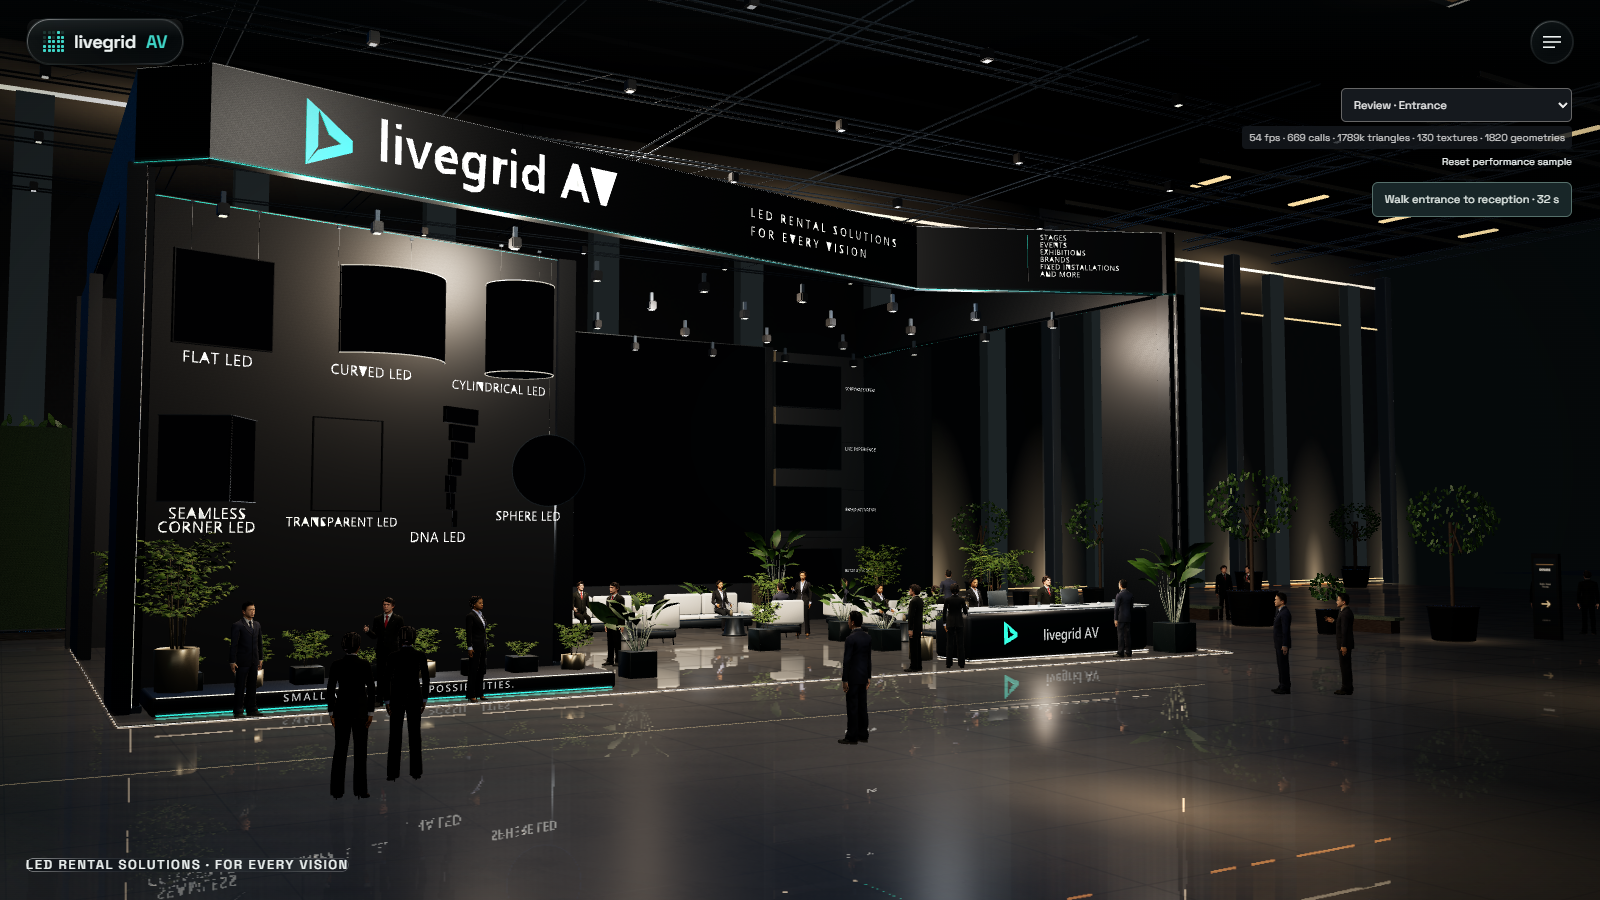 livegrid AV
Review · Entrance
54 fps · 669 calls · 1789k triangles · 130 textures · 1820 geometries
Reset performance sample
Walk entrance to reception · 32 s
livegrid AV
LED RENTAL SOLUTIONS
FOR EVERY VISION
STAGES
EVENTS
EXHIBITIONS
BRANDS
FIXED INSTALLATIONS
AND MORE
FLAT LED
CURVED LED
CYLINDRICAL LED
SEAMLESS
CORNER LED
TRANSPARENT LED
DNA LED
SPHERE LED
livegrid AV
SMALL POSSIBILITIES.
LED RENTAL SOLUTIONS · FOR EVERY VISION